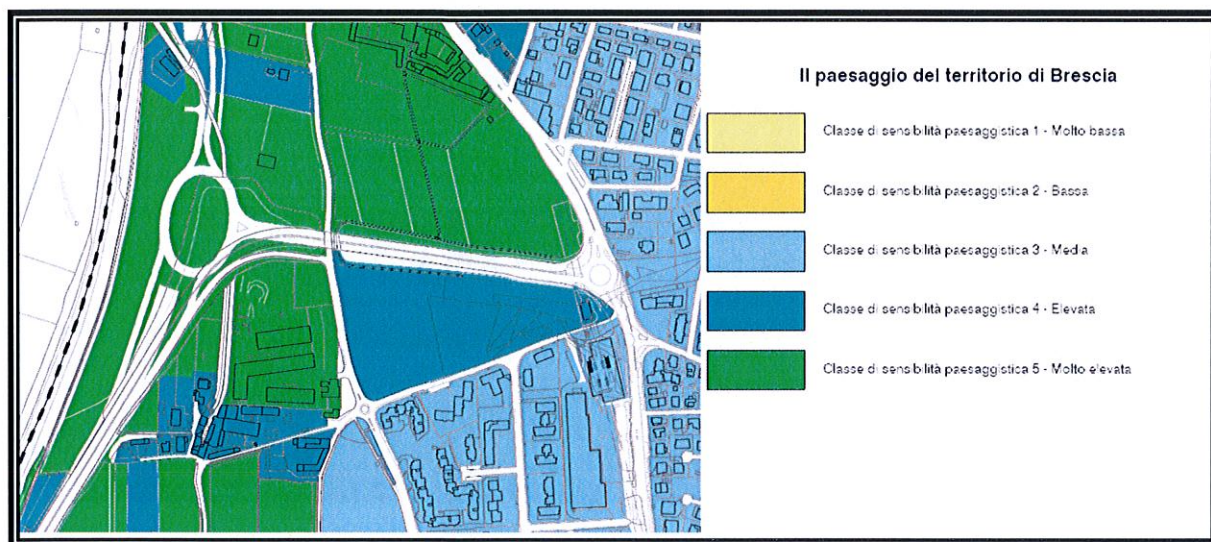 Il paesaggio del territorio di Brescia
Classe di sensibilità paesaggistica 1 - Molto bassa
Classe di sensibilità paesaggistica 2 - Bassa
Classe di sensibilità paesaggistica 3 - Media
Classe di sensibilità paesaggistica 4 - Elevata
Classe di sensibilità paesaggistica 5 - Molto elevata